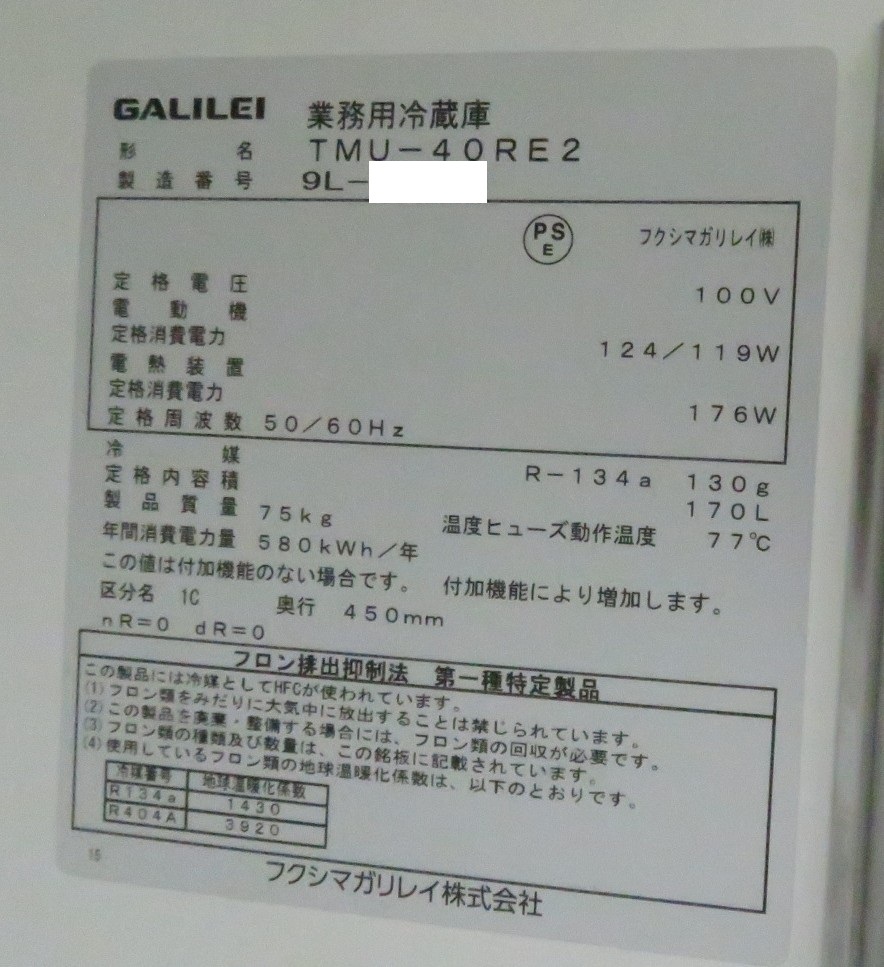 GALILEI 業務用冷蔵庫
形名 TMU-40RE2
製造番号 9L-
PSE フクシマガリレイ㈱
定格電圧 100V
電動機
定格消費電力 124/119W
電熱装置
定格消費電力 176W
定格周波数 50/60Hz
冷媒 R-134a 130g
定格内容積 170L
製品質量 75kg 温度ヒューズ動作温度 77℃
年間消費電力量 580kWh/年
この値は付加機能のない場合です。 付加機能により増加します。
区分名 1C 奥行 450mm
nR=0 dR=0
フロン排出抑制法 第一種特定製品
この製品には冷媒としてHFCが使われています。
(1) フロン類をみだりに大気中に放出することは禁じられています。
(2) この製品を廃棄・整備する場合には、フロン類の回収が必要です。
(3) フロン類の種類及び数量は、この銘板に記載されています。
(4) 使用しているフロン類の地球温暖化係数は、以下のとおりです。
冷媒番号 地球温暖化係数
R134a 1430
R404A 3920
フクシマガリレイ株式会社